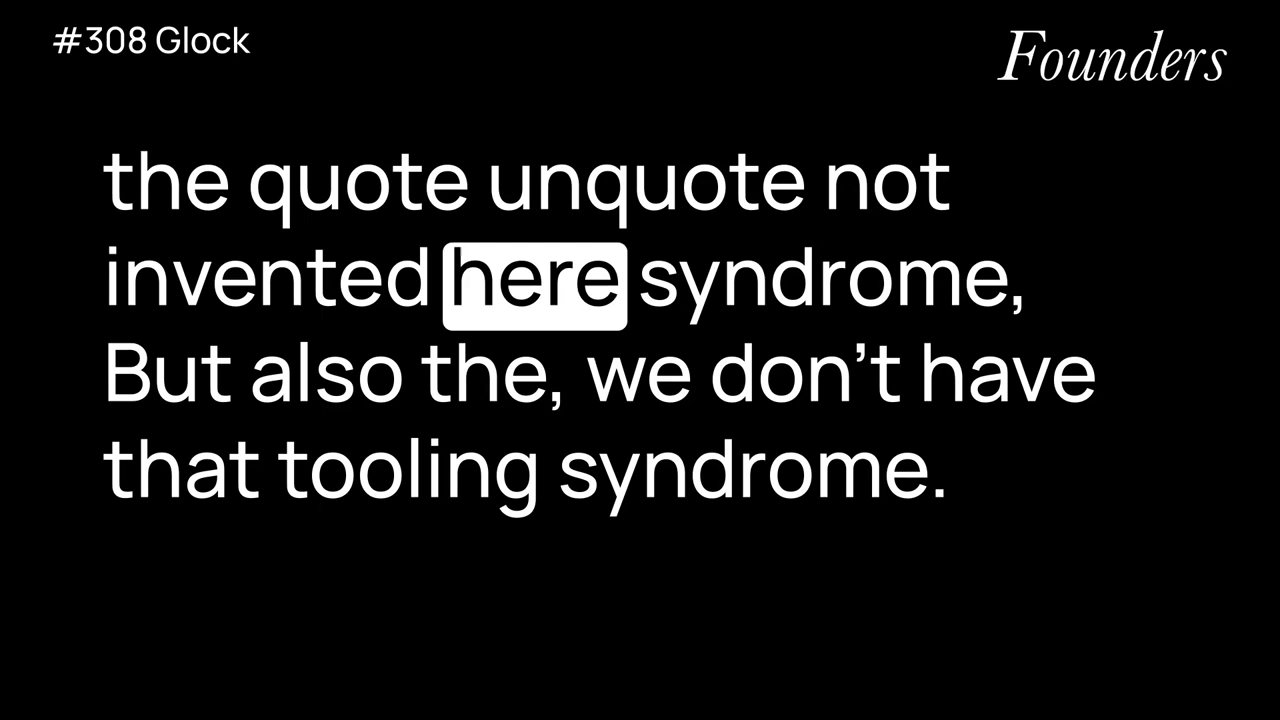 #308 Glock
Founders
the quote unquote not
invented here syndrome,
But also the, we don’t have
that tooling syndrome.